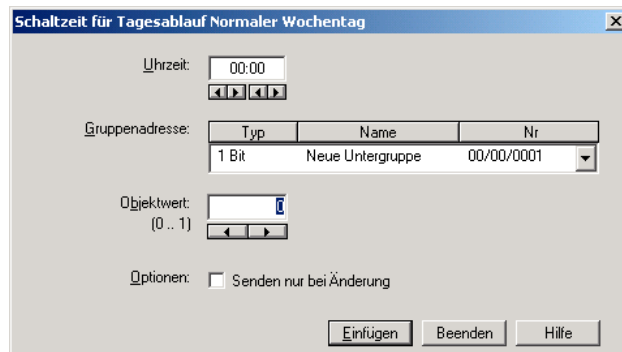 Schaltzeit für Tagesablauf Normaler Wochentag
Uhrzeit: 00:00
Gruppenadresse: Typ Name Nr
1 Bit Neue Untergruppe 00/00/0001
Objektwert: 0
(0 .. 1)
Optionen: Senden nur bei Änderung
Einfügen Beenden Hilfe